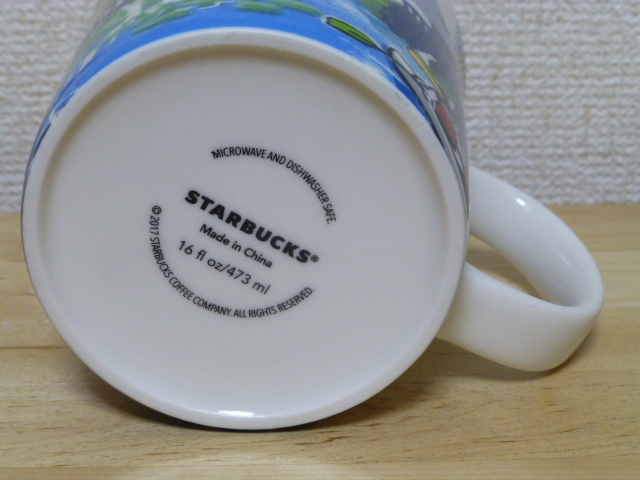 MICROWAVE AND DISHWASHER SAFE.
STARBUCKS®
Made in China
16 fl oz/473 ml
© 2017 STARBUCKS COFFEE COMPANY. ALL RIGHTS RESERVED.